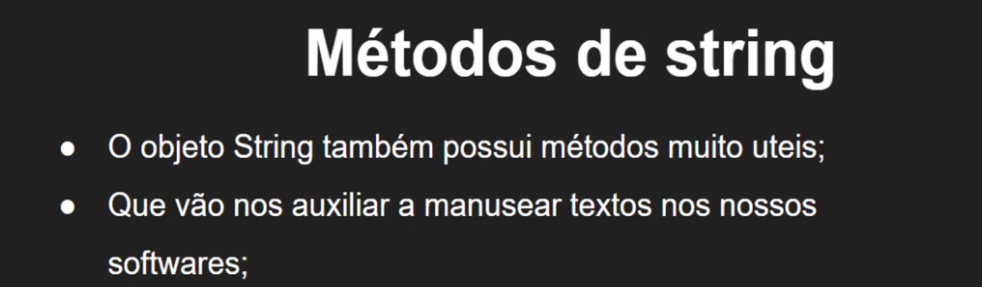 Métodos de string
● O objeto String também possui métodos muito uteis;
● Que vão nos auxiliar a manusear textos nos nossos
softwares;